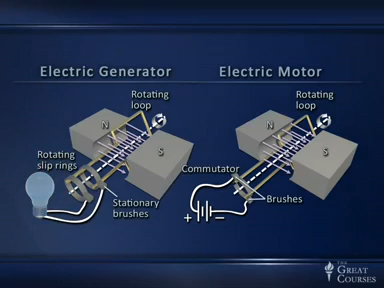 Electric Generator
Electric Motor
Rotating
loop
Rotating
loop
N
N
Rotating
slip rings
S
S
Commutator
Stationary
brushes
Brushes
+
−
THE
GREAT
COURSES